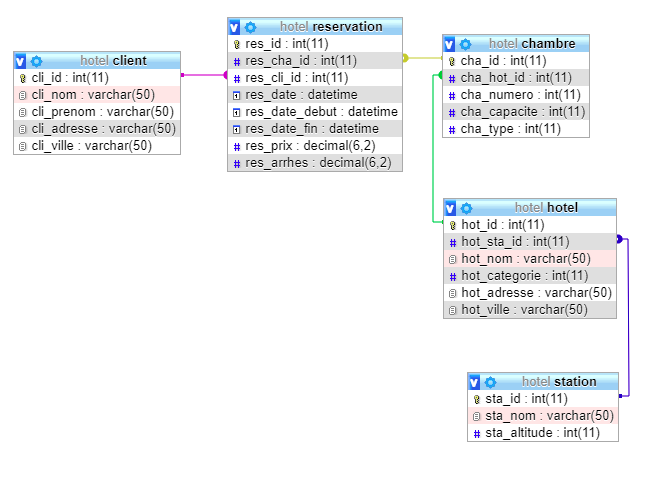 hotel client
cli_id : int(11)
cli_nom : varchar(50)
cli_prenom : varchar(50)
cli_adresse : varchar(50)
cli_ville : varchar(50)
hotel reservation
res_id : int(11)
res_cha_id : int(11)
res_cli_id : int(11)
res_date : datetime
res_date_debut : datetime
res_date_fin : datetime
res_prix : decimal(6,2)
res_arrhes : decimal(6,2)
hotel chambre
cha_id : int(11)
cha_hot_id : int(11)
cha_numero : int(11)
cha_capacite : int(11)
cha_type : int(11)
hotel hotel
hot_id : int(11)
hot_sta_id : int(11)
hot_nom : varchar(50)
hot_categorie : int(11)
hot_adresse : varchar(50)
hot_ville : varchar(50)
hotel station
sta_id : int(11)
sta_nom : varchar(50)
sta_altitude : int(11)